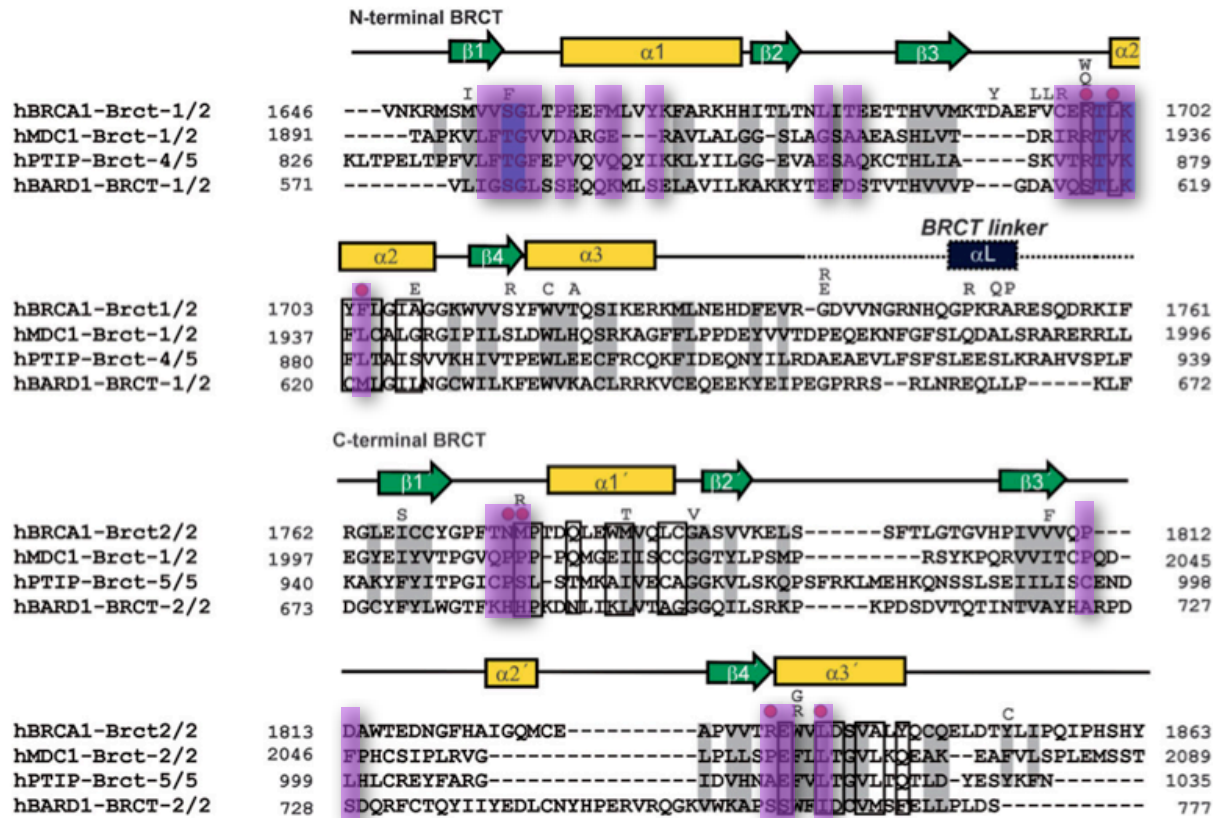 N-terminal BRCT
β1 α1 β2 β3 α2
W
I F Y LLR Q
hBRCA1-Brct-1/2 1646 ---VNKRMSMVVSGLTPEEFMLVYKFARKHHITLTNLITEETTHVVMKTDAEFVCERTLK 1702
hMDC1-Brct-1/2 1891 ----TAPKVLFTGVVDARGE--RAVLALGG-SLAGSAAEASHLVT-----DRIRRTVKL 1936
hPTIP-Brct-4/5 826 KLTPELTPFVLFTGFEPVQVQQYIKKLYILGG-EVAESAQKCTHLIA-----SKVTRTVK 879
hBARD1-BRCT-1/2 571 --------VLIGSGLSSEQQKMLSELAVILKAKKYTEFDSTVTHVVVP---GDAVQSTLK 619
BRCT linker
α2 β4 α3 αL
R
E R C A E R QP
hBRCA1-Brct1/2 1703 YFLGIAGGKWVVSYFWVTQSIKERKMLNEHDFEVR-GDVVNGRNHQGPKRARESQDRKIF 1761
hMDC1-Brct-1/2 1937 FLCALGRGIPILSLDWLHQSRKAGFFLPPDEYVVTDPEQEKNFGFSLQDALSRARERRLL 1996
hPTIP-Brct-4/5 880 FLTAISVVKHIVTPEWLEECFRCQKFIDEQNYILRDAEAEVLFSFSLEESLKRAHVSPLF 939
hBARD1-BRCT-1/2 620 CMLGILNGCWILKFEWVKACLRRKVCEQEEKYEIPEGPRRS--RLNREQLLP-----KLF 672
C-terminal BRCT
β1´ α1´ β2´ β3´
R
S T V F
hBRCA1-Brct2/2 1762 RGLEICCYGPFTNMPTDQLEWMVQLCGASVVKELS------SFTLGTGVHPIVVVQP--- 1812
hMDC1-Brct-1/2 1997 EGYEIYVTPGVQPPPPQMGEIISCCGGTYLPSMP-------RSYKPQRVVITCPQD- 2045
hPTIP-Brct-5/5 940 KAKYFYITPGICPSLS-TMKAIVECAGGKVLSKQPSFRKLMEHKQNSSLSEIILISCEND 998
hBARD1-BRCT-2/2 673 DGCYFYLWGTFKHHPKDNLIKLVTAGGGQILSRKP------KPDSDVTQTINTVAYHARPD 727
α2´ β4´ α3´
G
R C
hBRCA1-Brct2/2 1813 DAWTEDNGFHAIGQMCE----------APVVTREWVLDSVALYQCQELDTYLIPQIPHSHY 1863
hMDC1-Brct-2/2 2046 FPHCSIPLRVG----------------LPLLSPEFLLTGVLKQEAK--EAFVLSPLEMSST 2089
hPTIP-Brct-5/5 999 LHLCREYFARG----------------IDVHNAEFVLTGVLTQTLD-YESYKFN------- 1035
hBARD1-BRCT-2/2 728 SDQRFCTQYIIYEDLCNYHPERVRQGKVWKAPSSWFIDCVMSFELLPLDS----------- 777